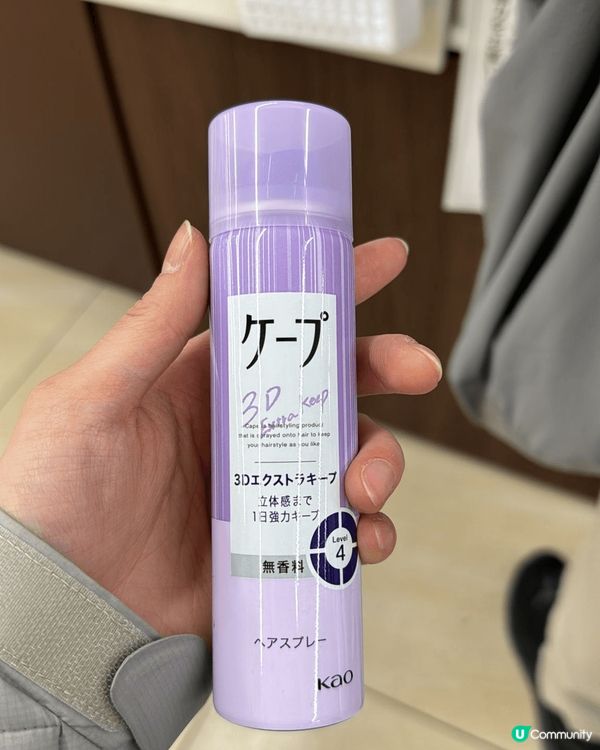 ケープ
3D
Extra Keep
Cape is a hairstyling product
that is sprayed onto hair to keep
your hairstyle as you like.
3Dエクストラキープ
立体感まで
1日強力キープ
Level
4
無香料
ヘアスプレー
Kao
U Community